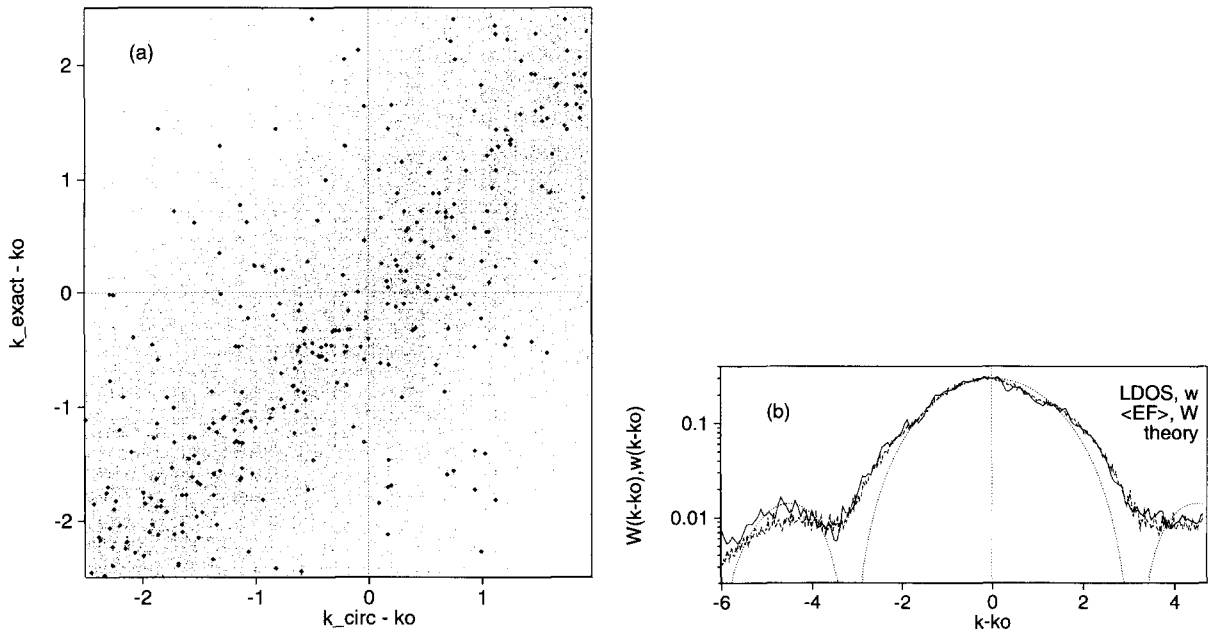 (a)
2
1
0
-1
-2
k_exact - ko
-2
-1
0
1
k_circ - ko
(b)
LDOS, w
<EF>, W
theory
0.1
0.01
W(k-ko),w(k-ko)
-6
-4
-2
0
2
4
k-ko